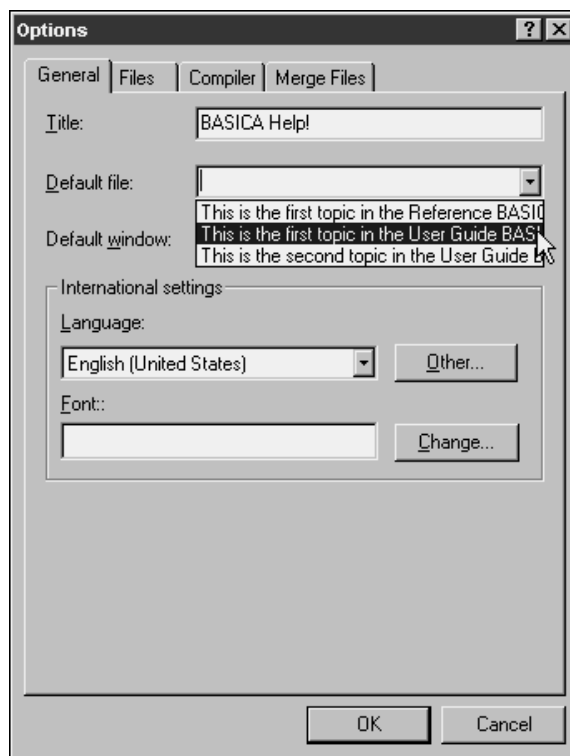 Options
General Files Compiler Merge Files
Title: BASICA Help!
Default file:
This is the first topic in the Reference BASIC
Default window: This is the first topic in the User Guide BAS
This is the second topic in the User Guide
International settings
Language:
English (United States) Other...
Font::
Change...
OK Cancel